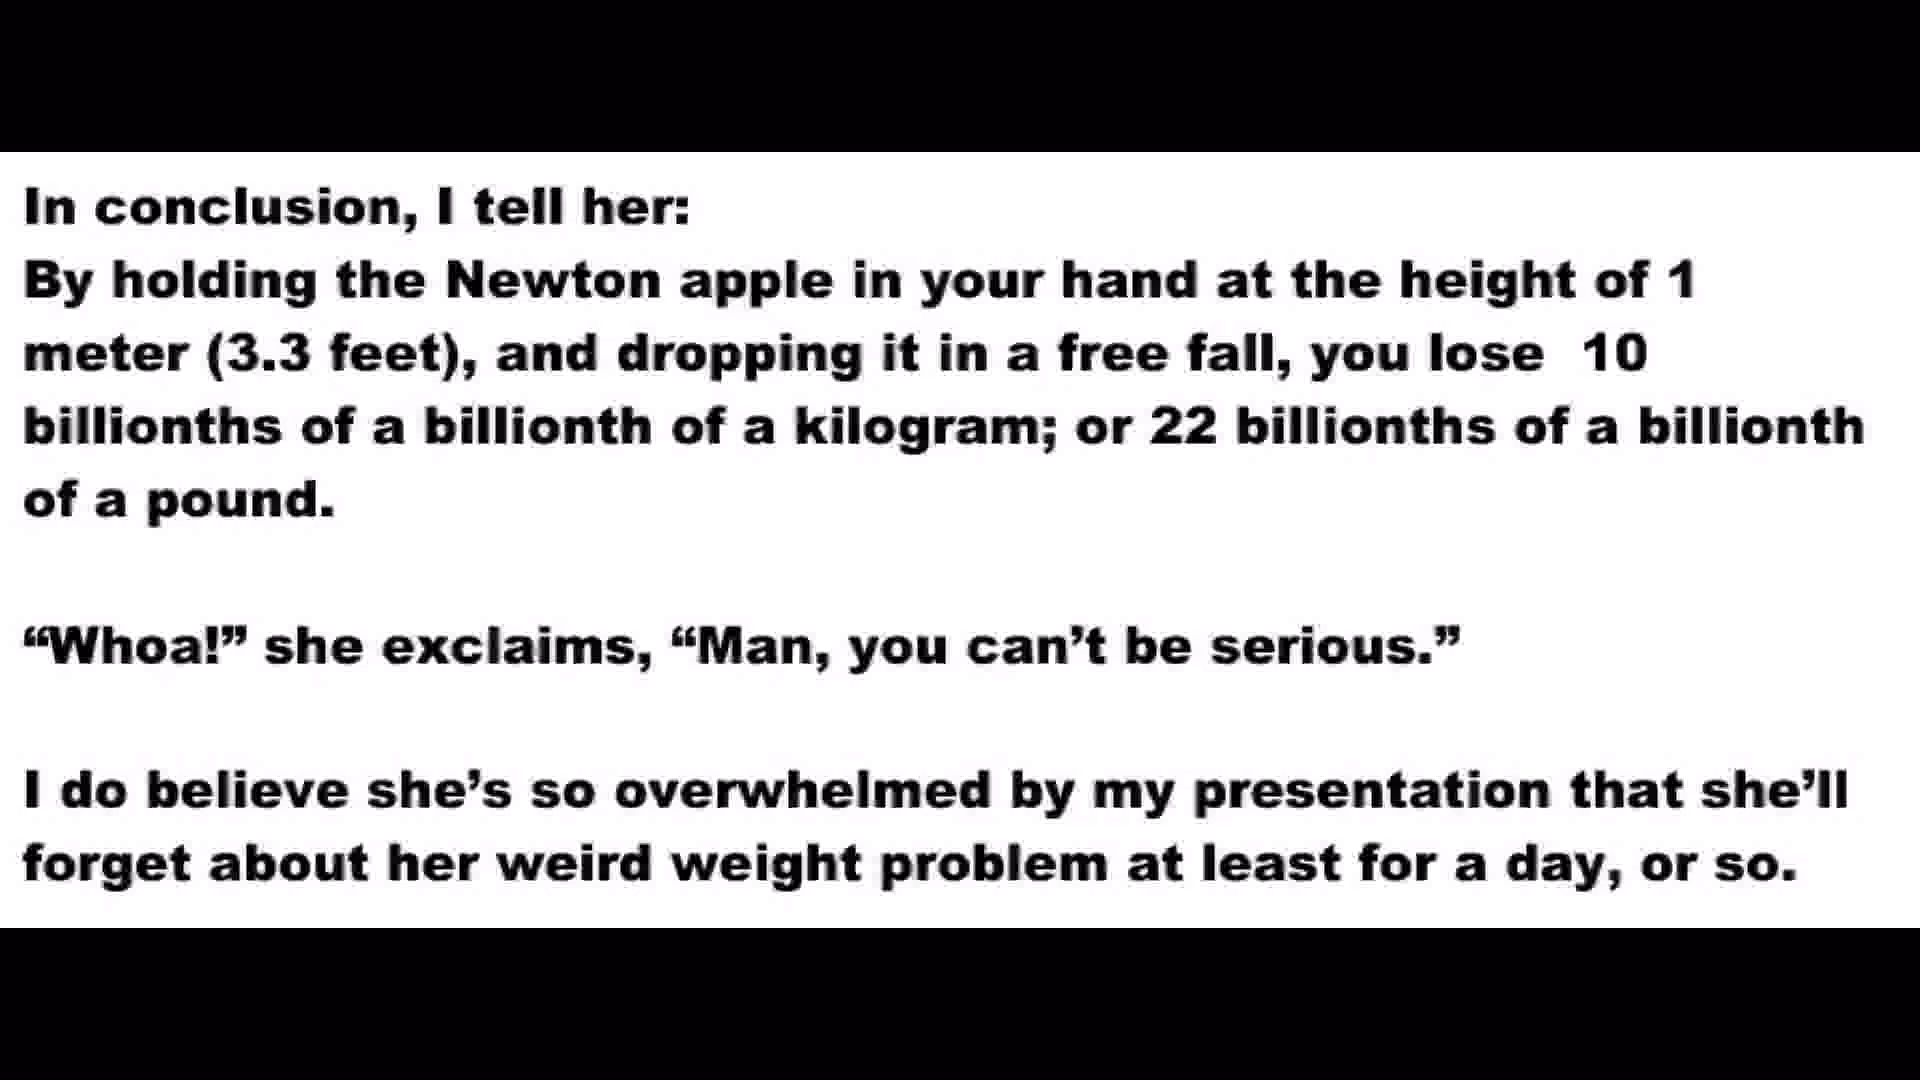 In conclusion, I tell her:
By holding the Newton apple in your hand at the height of 1
meter (3.3 feet), and dropping it in a free fall, you lose  10
billionths of a billionth of a kilogram; or 22 billionths of a billionth
of a pound.
“Whoa!” she exclaims, “Man, you can’t be serious.”
I do believe she’s so overwhelmed by my presentation that she’ll
forget about her weird weight problem at least for a day, or so.